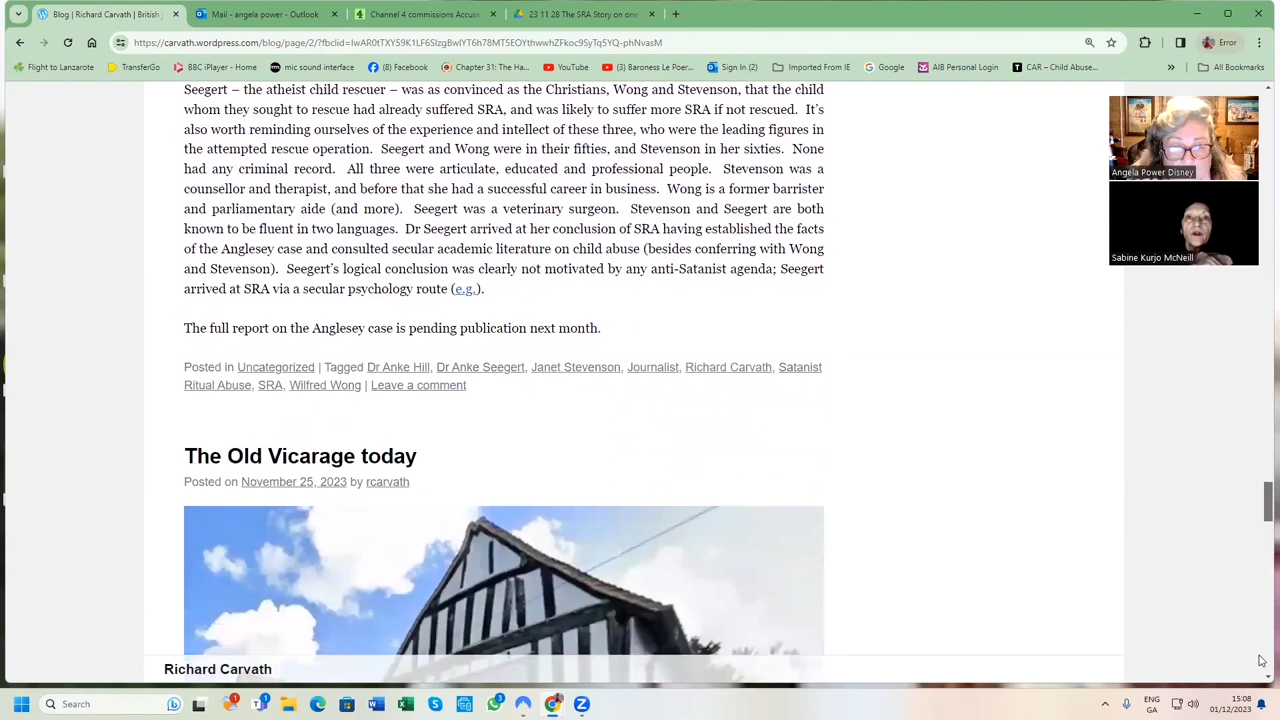 Blog | Richard Carvath | British
Mail - angela power - Outlook
Channel 4 commissions Accuse
23 11 28 The SRA Story on one
https://carvath.wordpress.com/blog/page/2/?fbclid=IwAR0tTXY59K1LF6SIzgBwIYT6h78MT5EOYthwwhZFkoc9SyTq5YQ-phNvasM
Error
Flight to Lanzarote
TransferGo
BBC iPlayer - Home
mic sound interface
(8) Facebook
Chapter 31: The Ha...
YouTube
(3) Baroness Le Poer...
Sign In (2)
Imported From IE
Google
AIB Personal Login
CAR – Child Abuse...
All Bookmarks
Seegert – the atheist child rescuer – was as convinced as the Christians, Wong and Stevenson, that the child
whom they sought to rescue had already suffered SRA, and was likely to suffer more SRA if not rescued. It's
also worth reminding ourselves of the experience and intellect of these three, who were the leading figures in
the attempted rescue operation. Seegert and Wong were in their fifties, and Stevenson in her sixties. None
had any criminal record. All three were articulate, educated and professional people. Stevenson was a
counsellor and therapist, and before that she had a successful career in business. Wong is a former barrister
and parliamentary aide (and more). Seegert was a veterinary surgeon. Stevenson and Seegert are both
known to be fluent in two languages. Dr Seegert arrived at her conclusion of SRA having established the facts
of the Anglesey case and consulted secular academic literature on child abuse (besides conferring with Wong
and Stevenson). Seegert's logical conclusion was clearly not motivated by any anti-Satanist agenda; Seegert
arrived at SRA via a secular psychology route (e.g.).
The full report on the Anglesey case is pending publication next month.
Posted in Uncategorized | Tagged Dr Anke Hill, Dr Anke Seegert, Janet Stevenson, Journalist, Richard Carvath, Satanist
Ritual Abuse, SRA, Wilfred Wong | Leave a comment
The Old Vicarage today
Posted on November 25, 2023 by rcarvath
Richard Carvath
Angela Power Disney
Sabine Kurjo McNeill
Search
ENG
GA
15:08
01/12/2023